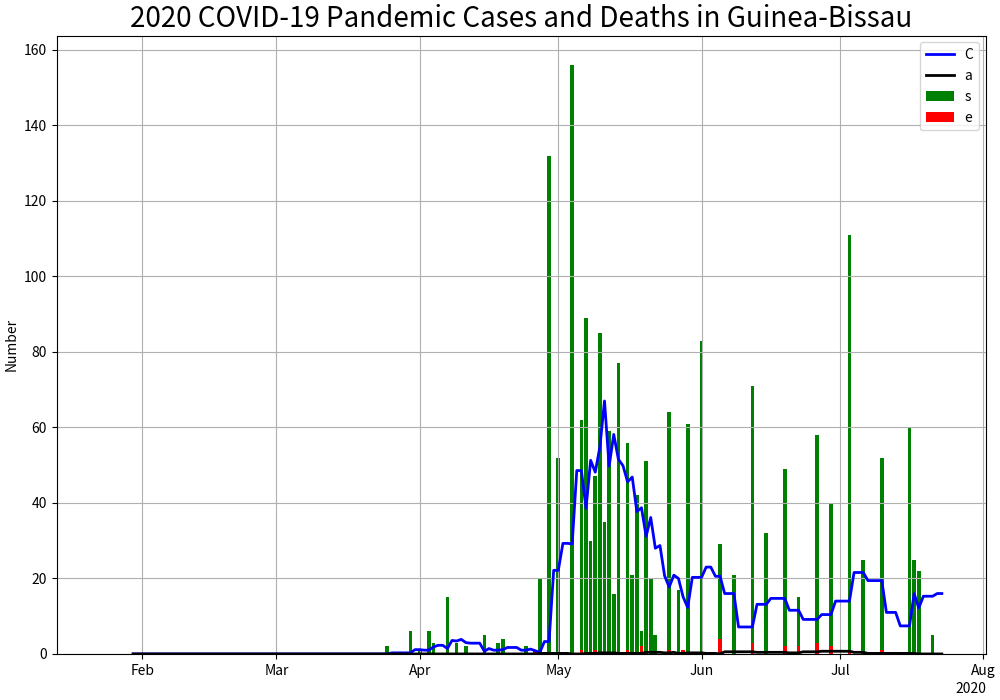 2020 COVID-19 Pandemic Cases and Deaths in Guinea-Bissau
160
140
120
100
80
60
40
20
0
Number
C
a
s
e
Feb
Mar
Apr
May
Jun
Jul
Aug
2020